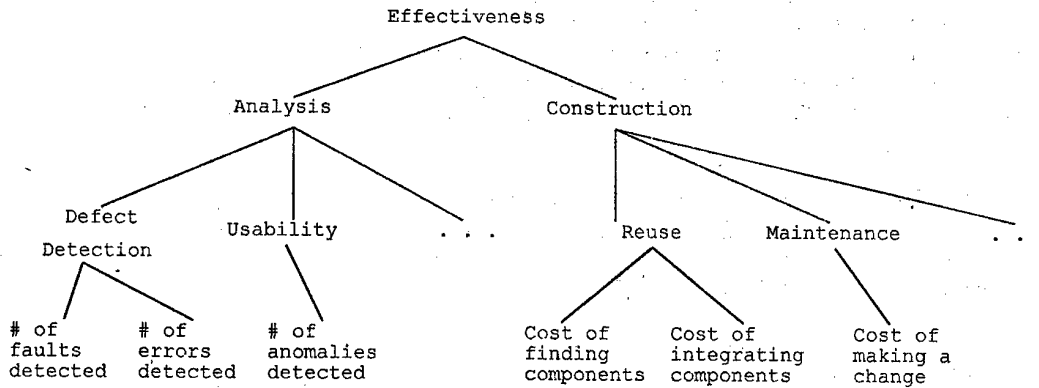 Effectiveness
Analysis
Construction
Defect
Detection
Usability
. . .
Reuse
Maintenance
. .
# of
faults
detected
# of
errors
detected
# of
anomalies
detected
Cost of
finding
components
Cost of
integrating
components
Cost of
making a
change